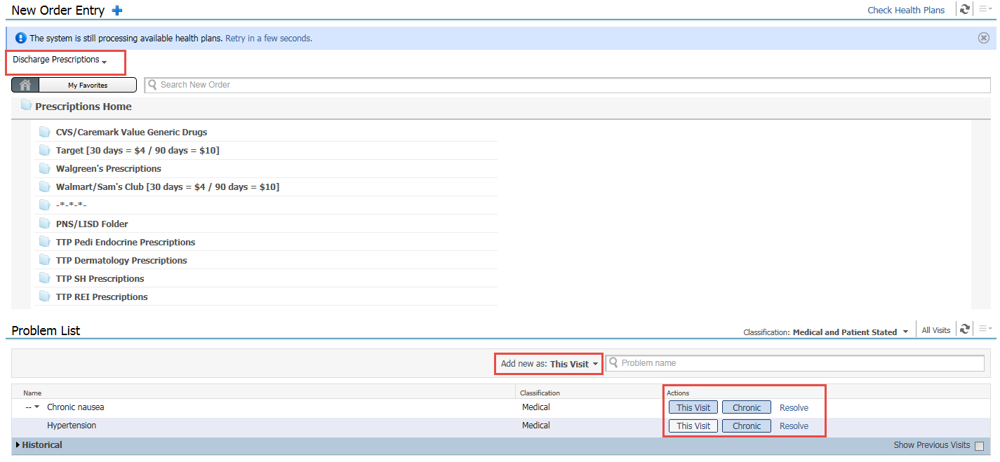 New Order Entry
Check Health Plans
The system is still processing available health plans. Retry in a few seconds.
Discharge Prescriptions
My Favorites
Search New Order
Prescriptions Home
CVS/Caremark Value Generic Drugs
Target [30 days = $4 / 90 days = $10]
Walgreen's Prescriptions
Walmart/Sam's Club [30 days = $4 / 90 days = $10]
-*-*-*-
PNS/LISD Folder
TTP Pedi Endocrine Prescriptions
TTP Dermatology Prescriptions
TTP SH Prescriptions
TTP REI Prescriptions
Problem List
Classification: Medical and Patient Stated
All Visits
Add new as: This Visit
Problem name
Name Classification Actions
-- Chronic nausea Medical This Visit Chronic Resolve
Hypertension Medical This Visit Chronic Resolve
Historical
Show Previous Visits